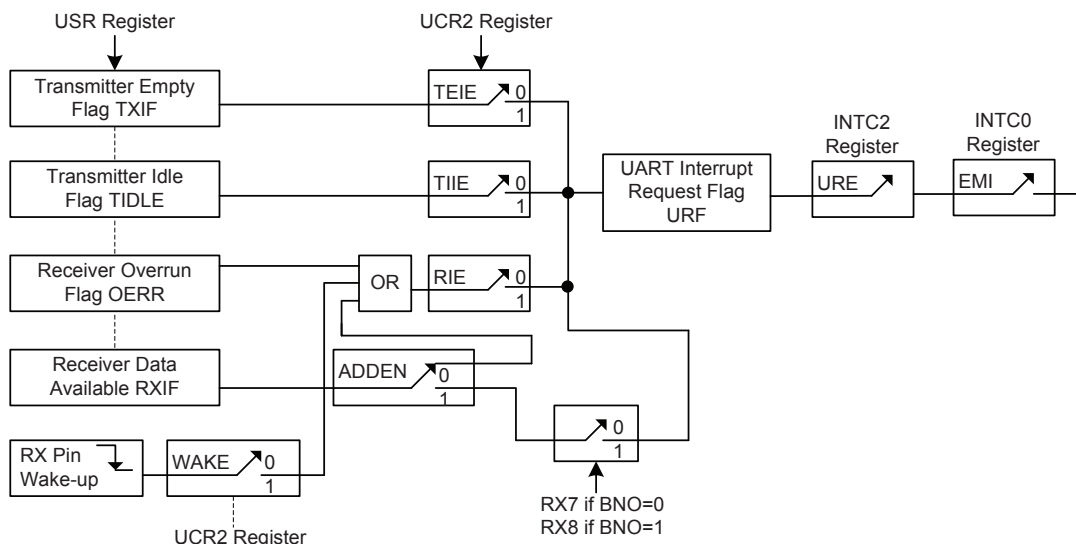 USR Register
UCR2 Register
Transmitter Empty
Flag TXIF
TEIE
0
1
INTC2
Register
INTC0
Register
Transmitter Idle
Flag TIDLE
TIIE
0
1
UART Interrupt
Request Flag
URF
URE
EMI
Receiver Overrun
Flag OERR
OR
RIE
0
1
Receiver Data
Available RXIF
ADDEN
0
1
0
1
RX Pin
Wake-up
WAKE
0
1
RX7 if BNO=0
RX8 if BNO=1
UCR2 Register